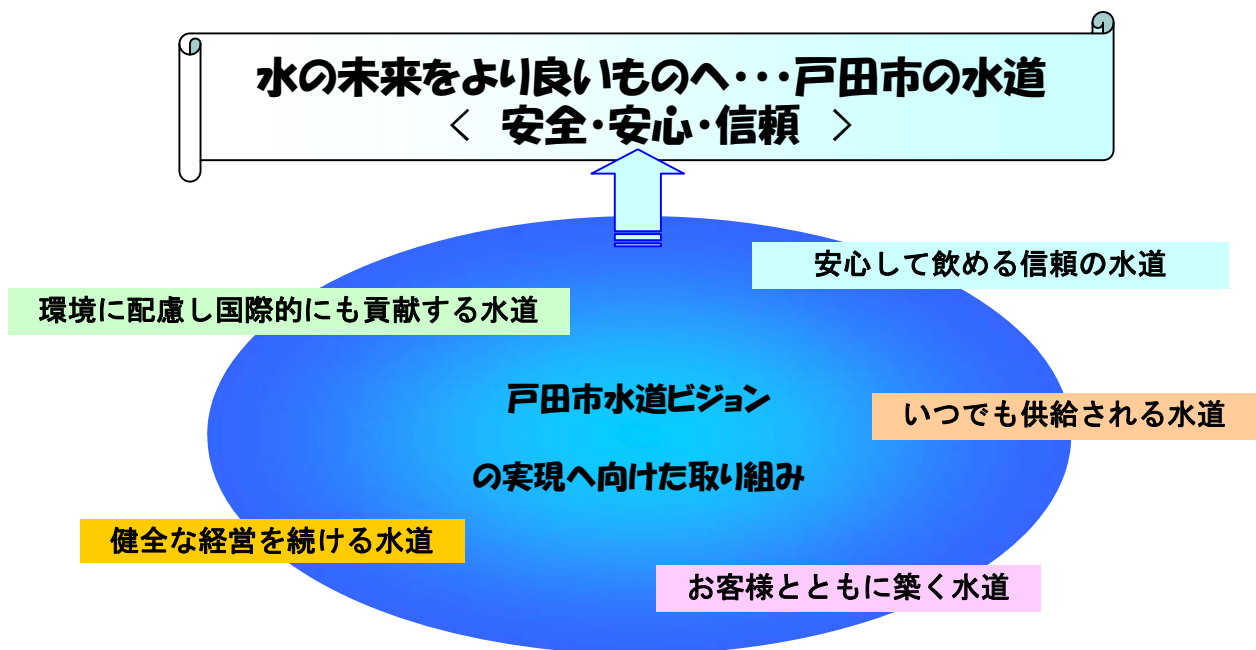 水の未来をより良いものへ・・・戸田市の水道
＜ 安全・安心・信頼 ＞
安心して飲める信頼の水道
環境に配慮し国際的にも貢献する水道
戸田市水道ビジョン
いつでも供給される水道
の実現へ向けた取り組み
健全な経営を続ける水道
お客様とともに築く水道